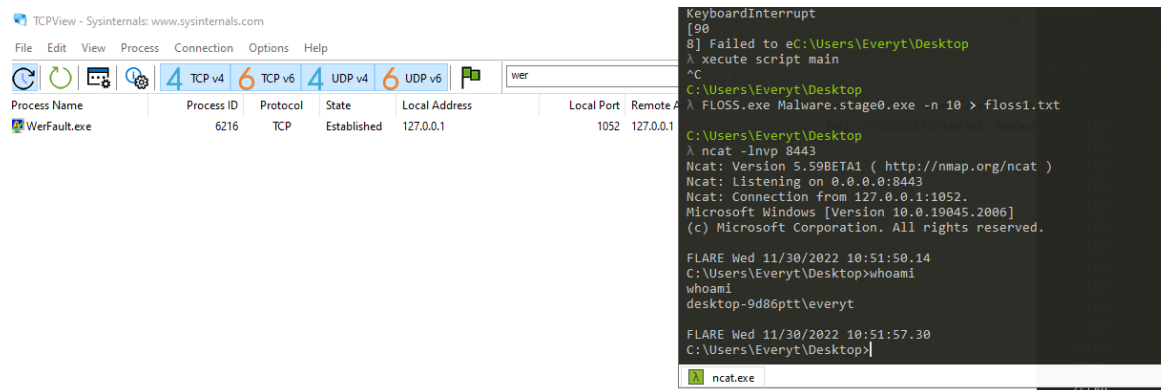 TCPView - Sysinternals: www.sysinternals.com
File Edit View Process Connection Options Help
4 TCP v4 6 TCP v6 4 UDP v4 6 UDP v6 wer
Process Name Process ID Protocol State Local Address Local Port Remote A
WerFault.exe 6216 TCP Established 127.0.0.1 1052 127.0.0.1
KeyboardInterrupt
[90
8] Failed to eC:\Users\Everyt\Desktop
λ xecute script main
^C
C:\Users\Everyt\Desktop
λ FLOSS.exe Malware.stage0.exe -n 10 > floss1.txt
C:\Users\Everyt\Desktop
λ ncat -lnvp 8443
Ncat: Version 5.59BETA1 ( http://nmap.org/ncat )
Ncat: Listening on 0.0.0.0:8443
Ncat: Connection from 127.0.0.1:1052.
Microsoft Windows [Version 10.0.19045.2006]
(c) Microsoft Corporation. All rights reserved.
FLARE Wed 11/30/2022 10:51:50.14
C:\Users\Everyt\Desktop>whoami
whoami
desktop-9d86ptt\everyt
FLARE Wed 11/30/2022 10:51:57.30
C:\Users\Everyt\Desktop>
λ ncat.exe